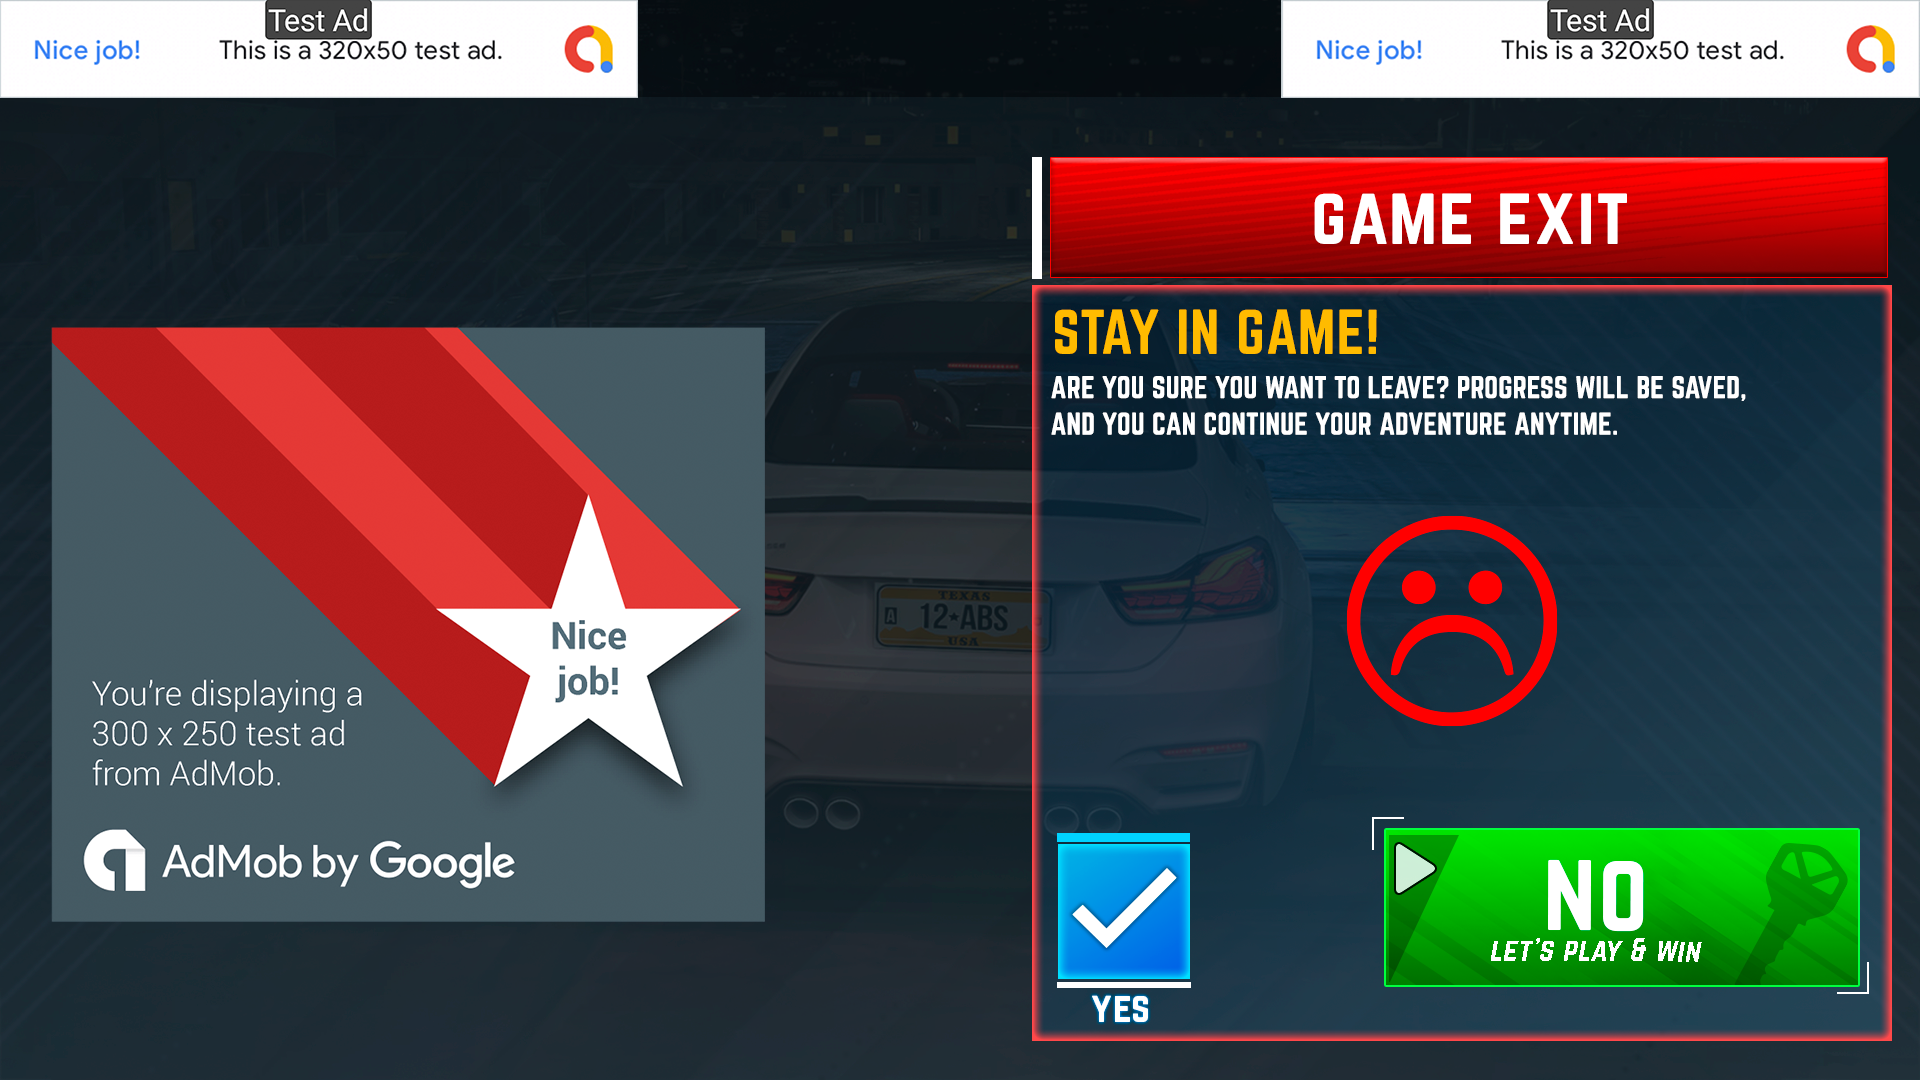 Test Ad
Nice job!
This is a 320x50 test ad.
Test Ad
Nice job!
This is a 320x50 test ad.
GAME EXIT
STAY IN GAME!
ARE YOU SURE YOU WANT TO LEAVE? PROGRESS WILL BE SAVED,
AND YOU CAN CONTINUE YOUR ADVENTURE ANYTIME.
Nice
job!
You're displaying a
300 x 250 test ad
from AdMob.
AdMob by Google
TEXAS
A 12★ABS
USA
YES
NO
LET'S PLAY & WIN